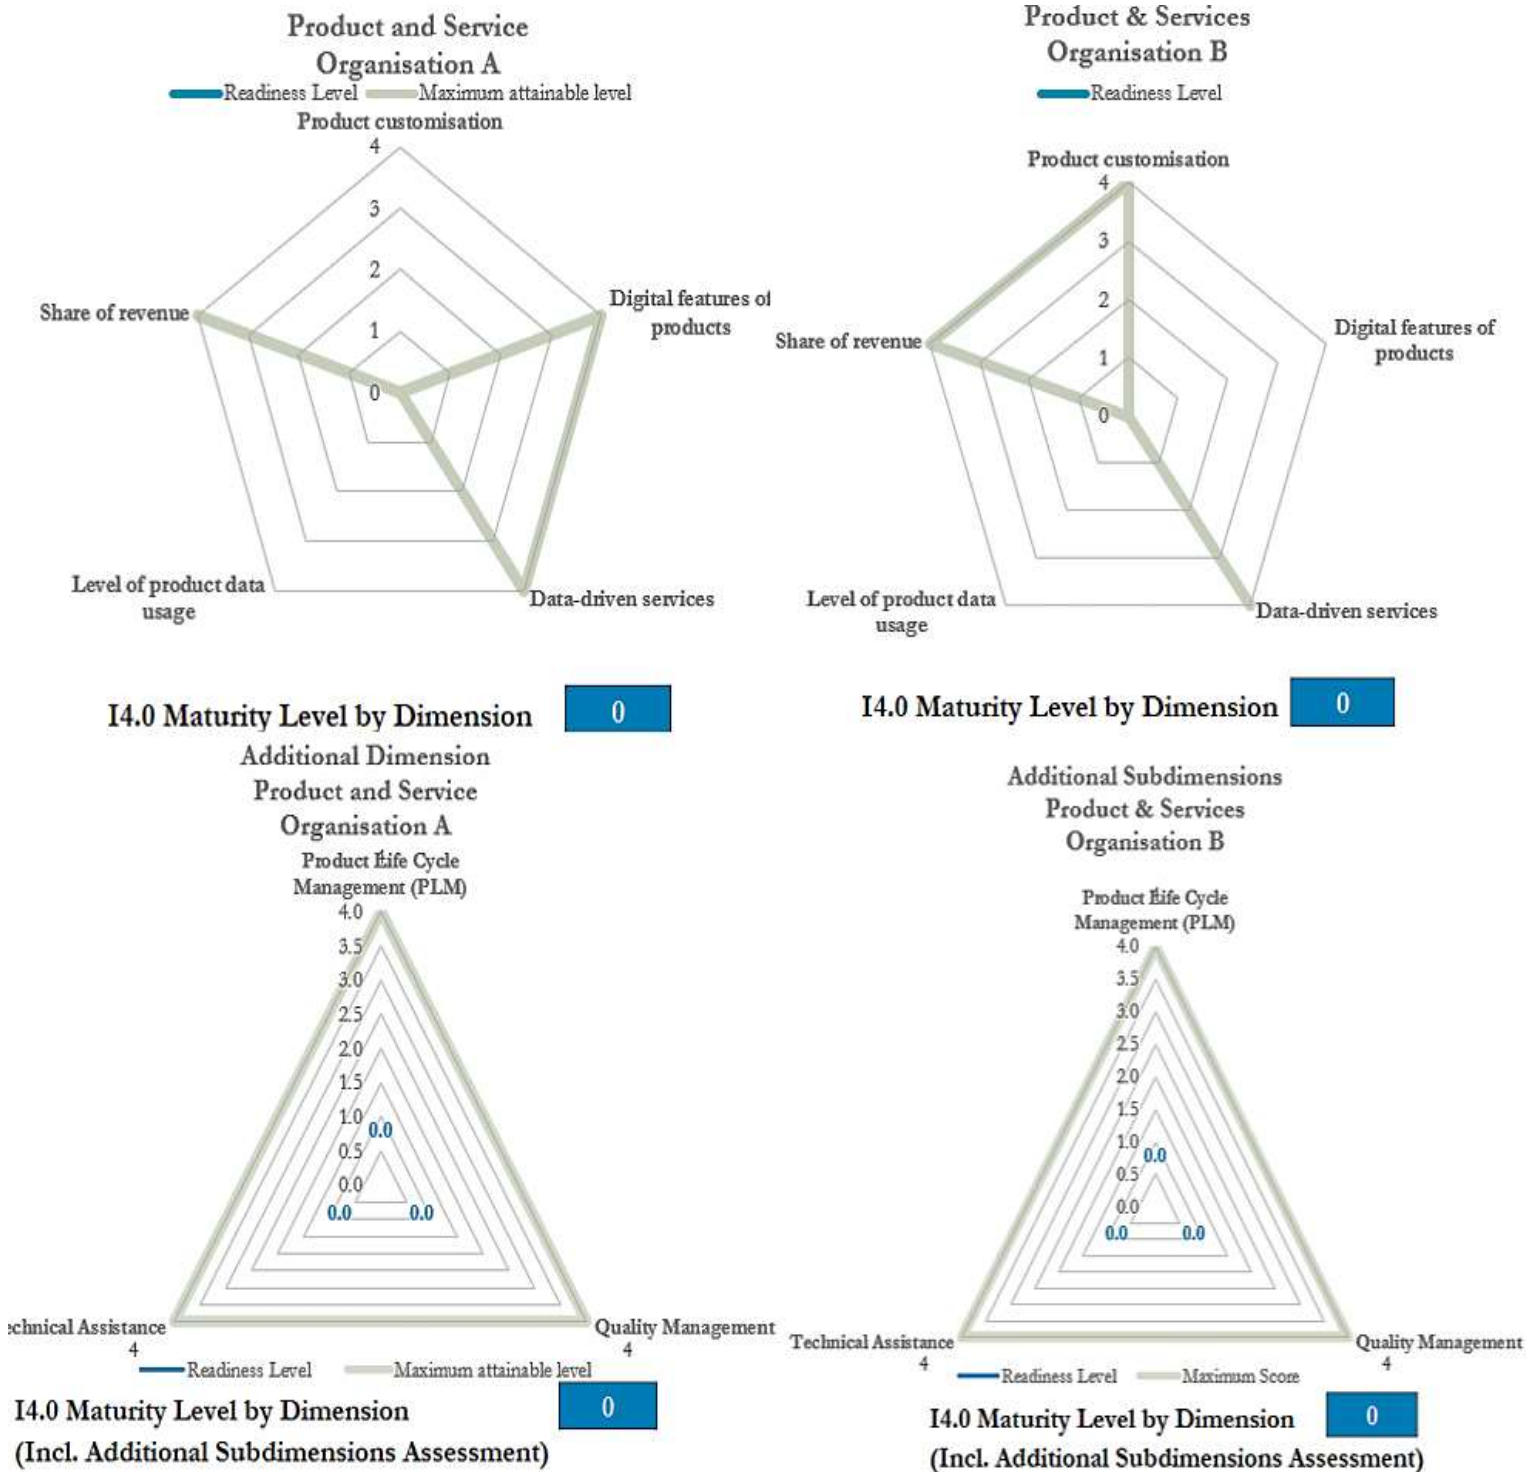 Product and Service
Organisation A
Readiness Level Maximum attainable level
Product customisation
4
3
2
1
0
Share of revenue
Digital features of
products
Level of product data
usage
Data-driven services
I4.0 Maturity Level by Dimension 0
Product & Services
Organisation B
Readiness Level
Product customisation
4
3
2
1
0
Share of revenue
Digital features of
products
Level of product data
usage
Data-driven services
I4.0 Maturity Level by Dimension 0
Additional Dimension
Product and Service
Organisation A
Product Life Cycle
Management (PLM)
4.0
3.5
3.0
2.5
2.0
1.5
1.0
0.0
0.5
0.0
0.0 0.0
echnical Assistance
4
Quality Management
4
Readiness Level Maximum attainable level
I4.0 Maturity Level by Dimension 0
(Incl. Additional Subdimensions Assessment)
Additional Subdimensions
Product & Services
Organisation B
Product Life Cycle
Management (PLM)
4.0
3.5
3.0
2.5
2.0
1.5
1.0
0.0
0.5
0.0
0.0 0.0
Technical Assistance
4
Quality Management
4
Readiness Level Maximum Score
I4.0 Maturity Level by Dimension 0
(Incl. Additional Subdimensions Assessment)